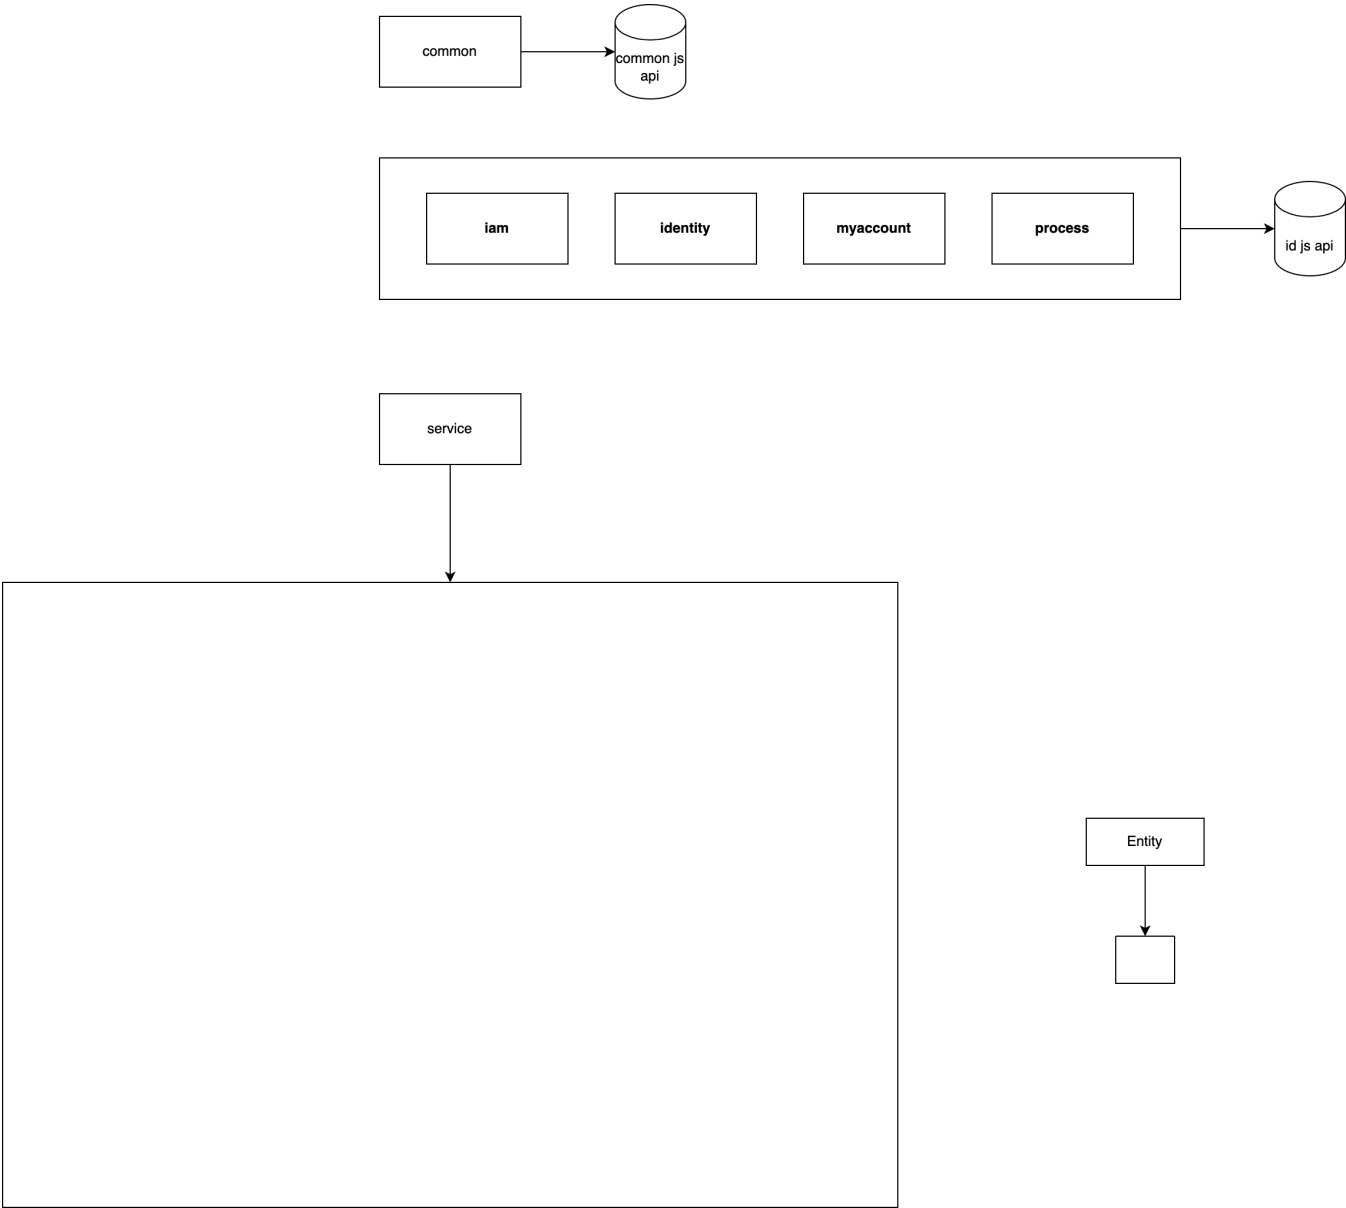 common
common js
api
iam
identity
myaccount
process
id js api
service
Entity